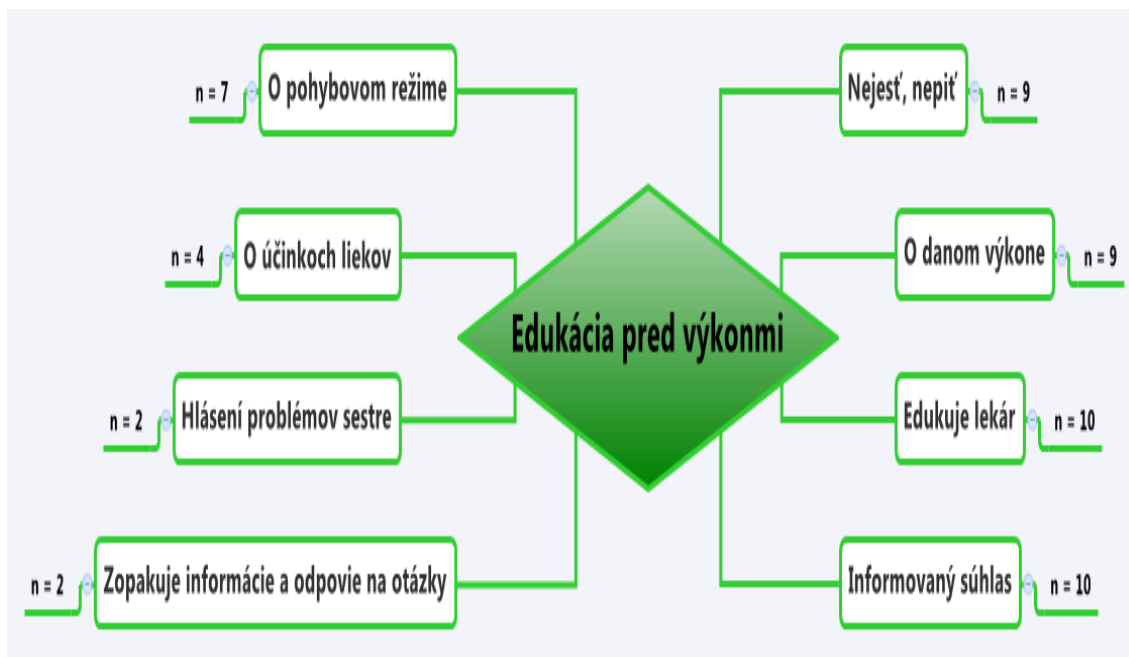 O pohybovom režime
n = 7
O účinkoch liekov
n = 4
Hlásení problémov sestre
n = 2
Zopakuje informácie a odpovie na otázky
n = 2
Edukácia pred výkonmi
Nejesť, nepiť
n = 9
O danom výkone
n = 9
Edukuje lekár
n = 10
Informovaný súhlas
n = 10